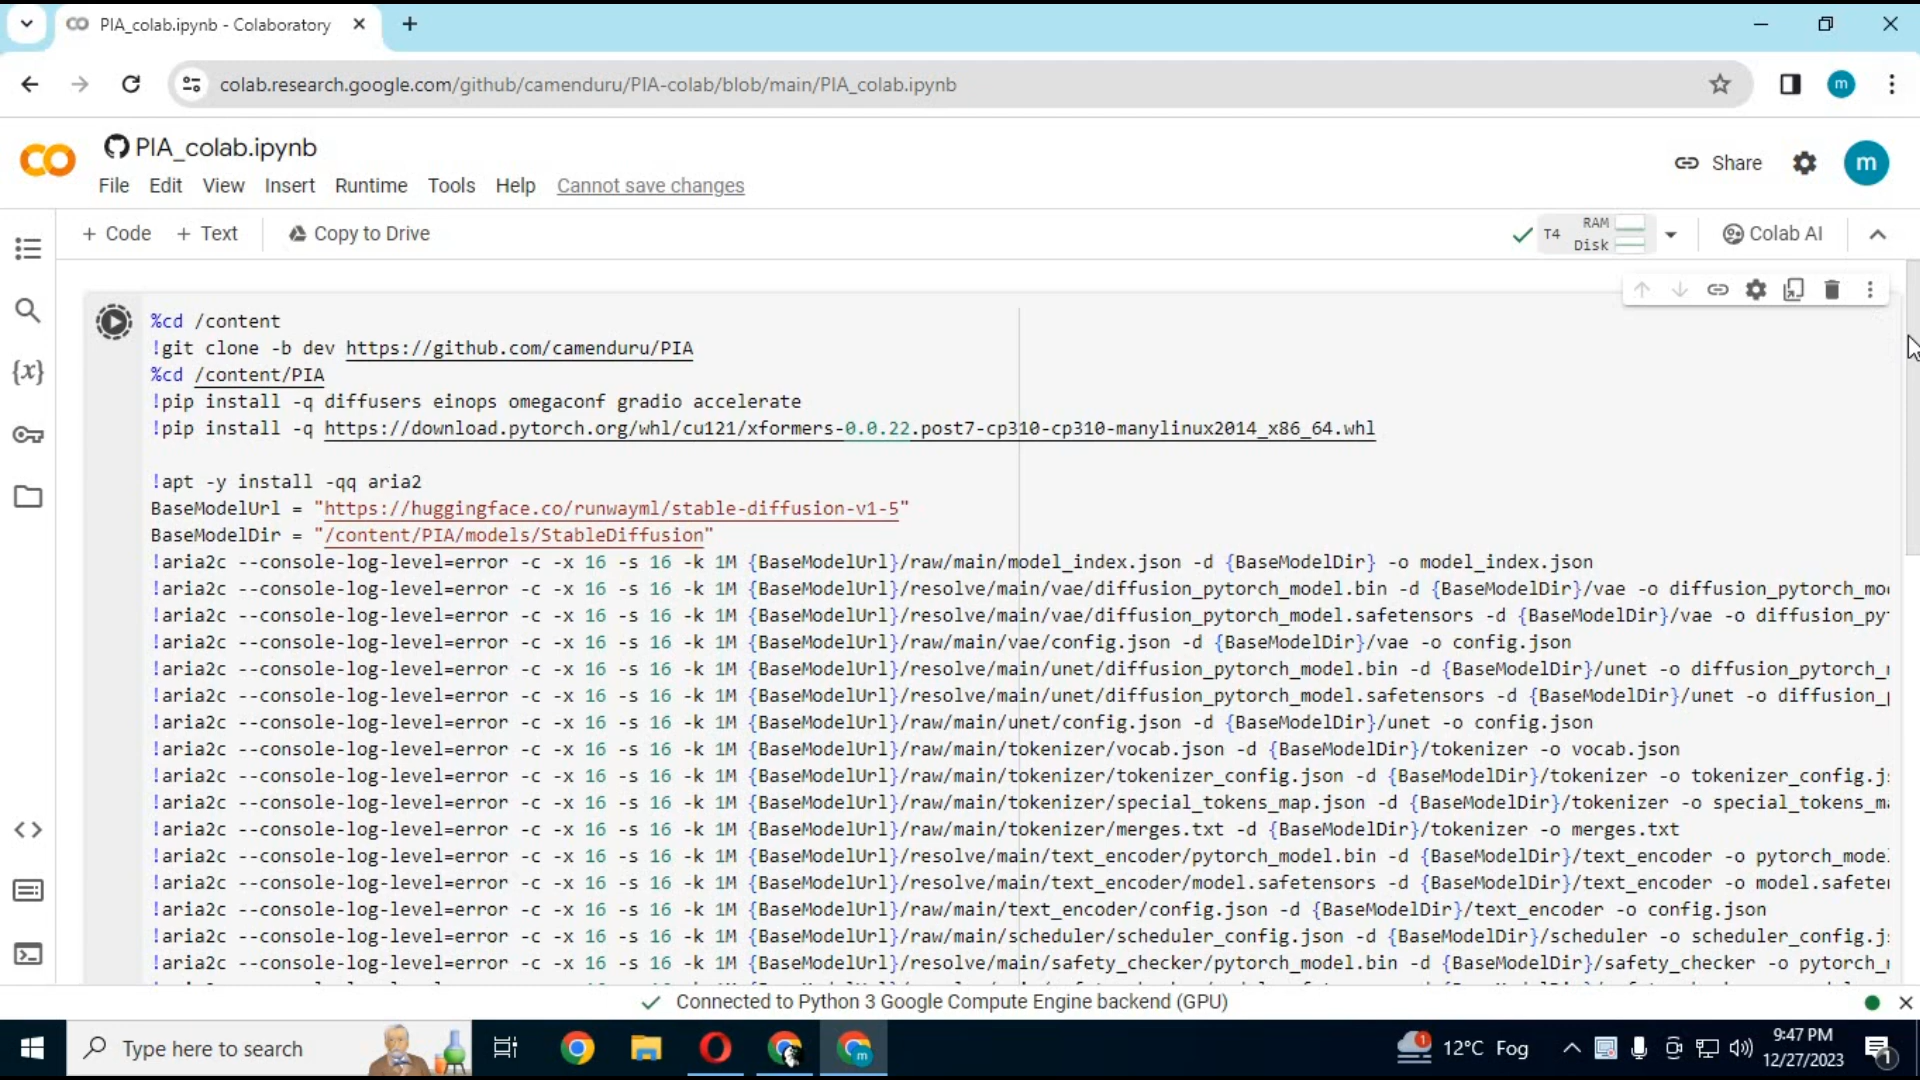 PIA_colab.ipynb - Colaboratory
colab.research.google.com/github/camenduru/PIA-colab/blob/main/PIA_colab.ipynb
m
PIA_colab.ipynb
File Edit View Insert Runtime Tools Help Cannot save changes
Share
m
+ Code + Text Copy to Drive
T4 RAM
Disk
Colab AI
%cd /content
!git clone -b dev https://github.com/camenduru/PIA
%cd /content/PIA
!pip install -q diffusers einops omegaconf gradio accelerate
!pip install -q https://download.pytorch.org/whl/cu121/xformers-0.0.22.post7-cp310-cp310-manylinux2014_x86_64.whl
!apt -y install -qq aria2
BaseModelUrl = "https://huggingface.co/runwayml/stable-diffusion-v1-5"
BaseModelDir = "/content/PIA/models/StableDiffusion"
!aria2c --console-log-level=error -c -x 16 -s 16 -k 1M {BaseModelUrl}/raw/main/model_index.json -d {BaseModelDir} -o model_index.json
!aria2c --console-log-level=error -c -x 16 -s 16 -k 1M {BaseModelUrl}/resolve/main/vae/diffusion_pytorch_model.bin -d {BaseModelDir}/vae -o diffusion_pytorch_mo
!aria2c --console-log-level=error -c -x 16 -s 16 -k 1M {BaseModelUrl}/resolve/main/vae/diffusion_pytorch_model.safetensors -d {BaseModelDir}/vae -o diffusion_py
!aria2c --console-log-level=error -c -x 16 -s 16 -k 1M {BaseModelUrl}/raw/main/vae/config.json -d {BaseModelDir}/vae -o config.json
!aria2c --console-log-level=error -c -x 16 -s 16 -k 1M {BaseModelUrl}/resolve/main/unet/diffusion_pytorch_model.bin -d {BaseModelDir}/unet -o diffusion_pytorch_
!aria2c --console-log-level=error -c -x 16 -s 16 -k 1M {BaseModelUrl}/resolve/main/unet/diffusion_pytorch_model.safetensors -d {BaseModelDir}/unet -o diffusion_
!aria2c --console-log-level=error -c -x 16 -s 16 -k 1M {BaseModelUrl}/raw/main/unet/config.json -d {BaseModelDir}/unet -o config.json
!aria2c --console-log-level=error -c -x 16 -s 16 -k 1M {BaseModelUrl}/raw/main/tokenizer/vocab.json -d {BaseModelDir}/tokenizer -o vocab.json
!aria2c --console-log-level=error -c -x 16 -s 16 -k 1M {BaseModelUrl}/raw/main/tokenizer/tokenizer_config.json -d {BaseModelDir}/tokenizer -o tokenizer_config.j
!aria2c --console-log-level=error -c -x 16 -s 16 -k 1M {BaseModelUrl}/raw/main/tokenizer/special_tokens_map.json -d {BaseModelDir}/tokenizer -o special_tokens_m
!aria2c --console-log-level=error -c -x 16 -s 16 -k 1M {BaseModelUrl}/raw/main/tokenizer/merges.txt -d {BaseModelDir}/tokenizer -o merges.txt
!aria2c --console-log-level=error -c -x 16 -s 16 -k 1M {BaseModelUrl}/resolve/main/text_encoder/pytorch_model.bin -d {BaseModelDir}/text_encoder -o pytorch_model
!aria2c --console-log-level=error -c -x 16 -s 16 -k 1M {BaseModelUrl}/resolve/main/text_encoder/model.safetensors -d {BaseModelDir}/text_encoder -o model.safete
!aria2c --console-log-level=error -c -x 16 -s 16 -k 1M {BaseModelUrl}/raw/main/text_encoder/config.json -d {BaseModelDir}/text_encoder -o config.json
!aria2c --console-log-level=error -c -x 16 -s 16 -k 1M {BaseModelUrl}/raw/main/scheduler/scheduler_config.json -d {BaseModelDir}/scheduler -o scheduler_config.j
!aria2c --console-log-level=error -c -x 16 -s 16 -k 1M {BaseModelUrl}/resolve/main/safety_checker/pytorch_model.bin -d {BaseModelDir}/safety_checker -o pytorch_
Connected to Python 3 Google Compute Engine backend (GPU)
Type here to search
12°C Fog
9:47 PM
12/27/2023